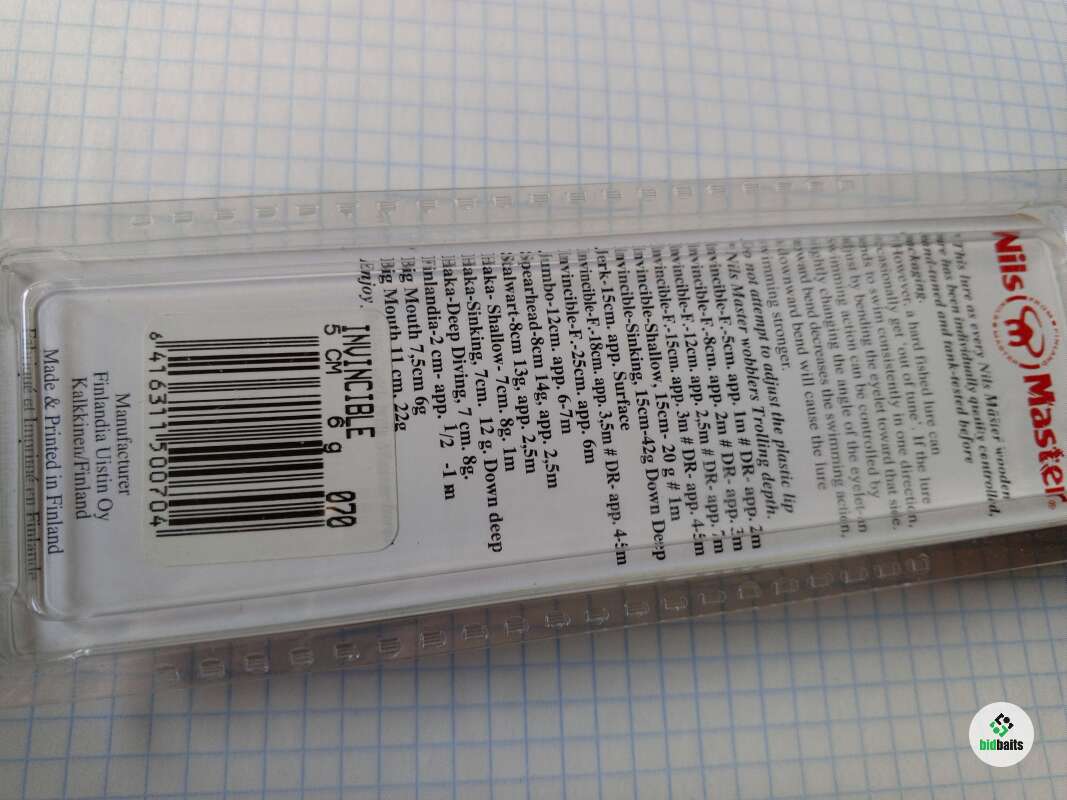 Nils Master®
This lure as every Nils Master wooden
lure has been individually quality controlled,
hand-tuned and tank-tested before
packaging.
However, a hard fished lure can
occasionally get 'out of tune'. If the lure
tends to swim consistently in one direction,
adjust by bending the eyelet toward that side.
Swimming action can be controlled by
slightly changing the angle of the eyelet-an
upward bend decreases the swimming action,
a downward bend will cause the lure
swimming stronger.
Do not attempt to adjust the plastic lip
Nils Master wobblers Trolling depth.
Invincible-F.-5cm. app. 1m # DR- app. 2m
Invincible-F.-8cm. app. 2m # DR- app. 3m
Invincible-F.-12cm. app. 2,5m # DR- app.
Invincible-F.-15cm. app. 3m # DR- app. 4-5m
Invincible-Shallow, 15cm- 20 g # 1m
Invincible-Sinking, 15cm-42g Down Deep
Jerk-15cm. app. Surface
Invincible-F.-18cm. app. 3,5m # DR- app. 4-5m
Invincible-F.-25cm. app. 6m
Jumbo-12cm. app. 6-7m
Spearhead-8cm 14g, app. 2,5m
Stalwart-8cm 13g, app. 2,5m
Haka- Shallow- 7cm. 8g. 1m
Haka-Sinking, 7cm. 12 g. Down deep
Haka-Deep Diving, 7 cm. 8g.
Finlandia-2 cm- app. 1/2 -1 m
Big Mouth 7,5cm 6g
Big Mouth 11 cm. 22g
Enjoy.
INVINCIBLE
5 CM 6 g 070
6 416311 500704
Manufacturer
Finlandia Uistin Oy
Kalkkinen/Finland
Made & Printed in Finland
Fabriqué et Imprimé en Finlande
bidbaits